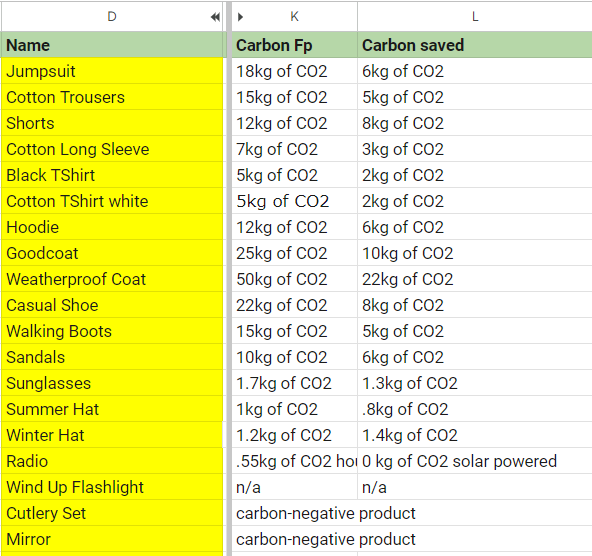 D K L
Name Carbon Fp Carbon saved
Jumpsuit 18kg of CO2 6kg of CO2
Cotton Trousers 15kg of CO2 5kg of CO2
Shorts 12kg of CO2 8kg of CO2
Cotton Long Sleeve 7kg of CO2 3kg of CO2
Black TShirt 5kg of CO2 2kg of CO2
Cotton TShirt white 5kg of CO2 2kg of CO2
Hoodie 12kg of CO2 6kg of CO2
Goodcoat 25kg of CO2 10kg of CO2
Weatherproof Coat 50kg of CO2 22kg of CO2
Casual Shoe 22kg of CO2 8kg of CO2
Walking Boots 15kg of CO2 5kg of CO2
Sandals 10kg of CO2 6kg of CO2
Sunglasses 1.7kg of CO2 1.3kg of CO2
Summer Hat 1kg of CO2 .8kg of CO2
Winter Hat 1.2kg of CO2 1.4kg of CO2
Radio .55kg of CO2 hou 0 kg of CO2 solar powered
Wind Up Flashlight n/a n/a
Cutlery Set carbon-negative product
Mirror carbon-negative product